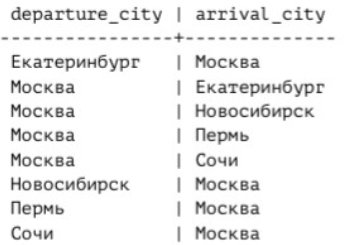 departure_city | arrival_city
----------------+--------------
Екатеринбург | Москва
Москва | Екатеринбург
Москва | Новосибирск
Москва | Пермь
Москва | Сочи
Новосибирск | Москва
Пермь | Москва
Сочи | Москва